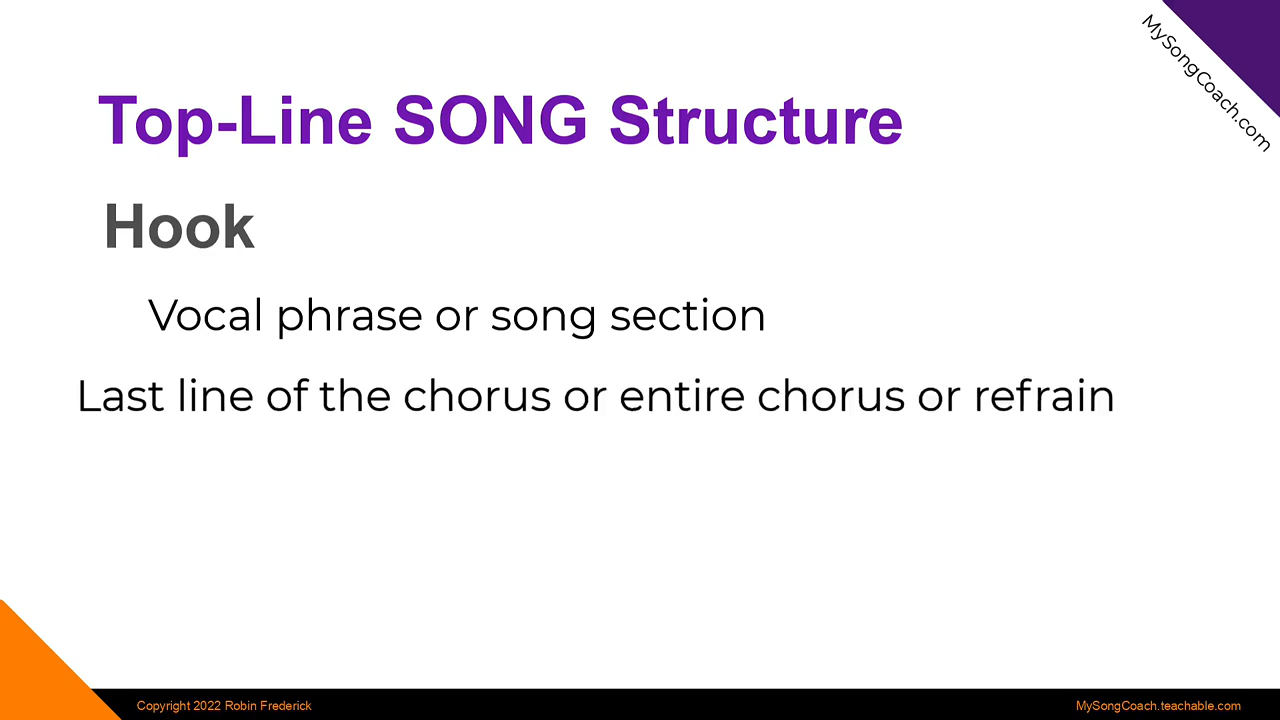 MySongCoach.com
Top-Line SONG Structure
Hook
Vocal phrase or song section
Last line of the chorus or entire chorus or refrain
Copyright 2022 Robin Frederick
MySongCoach.teachable.com